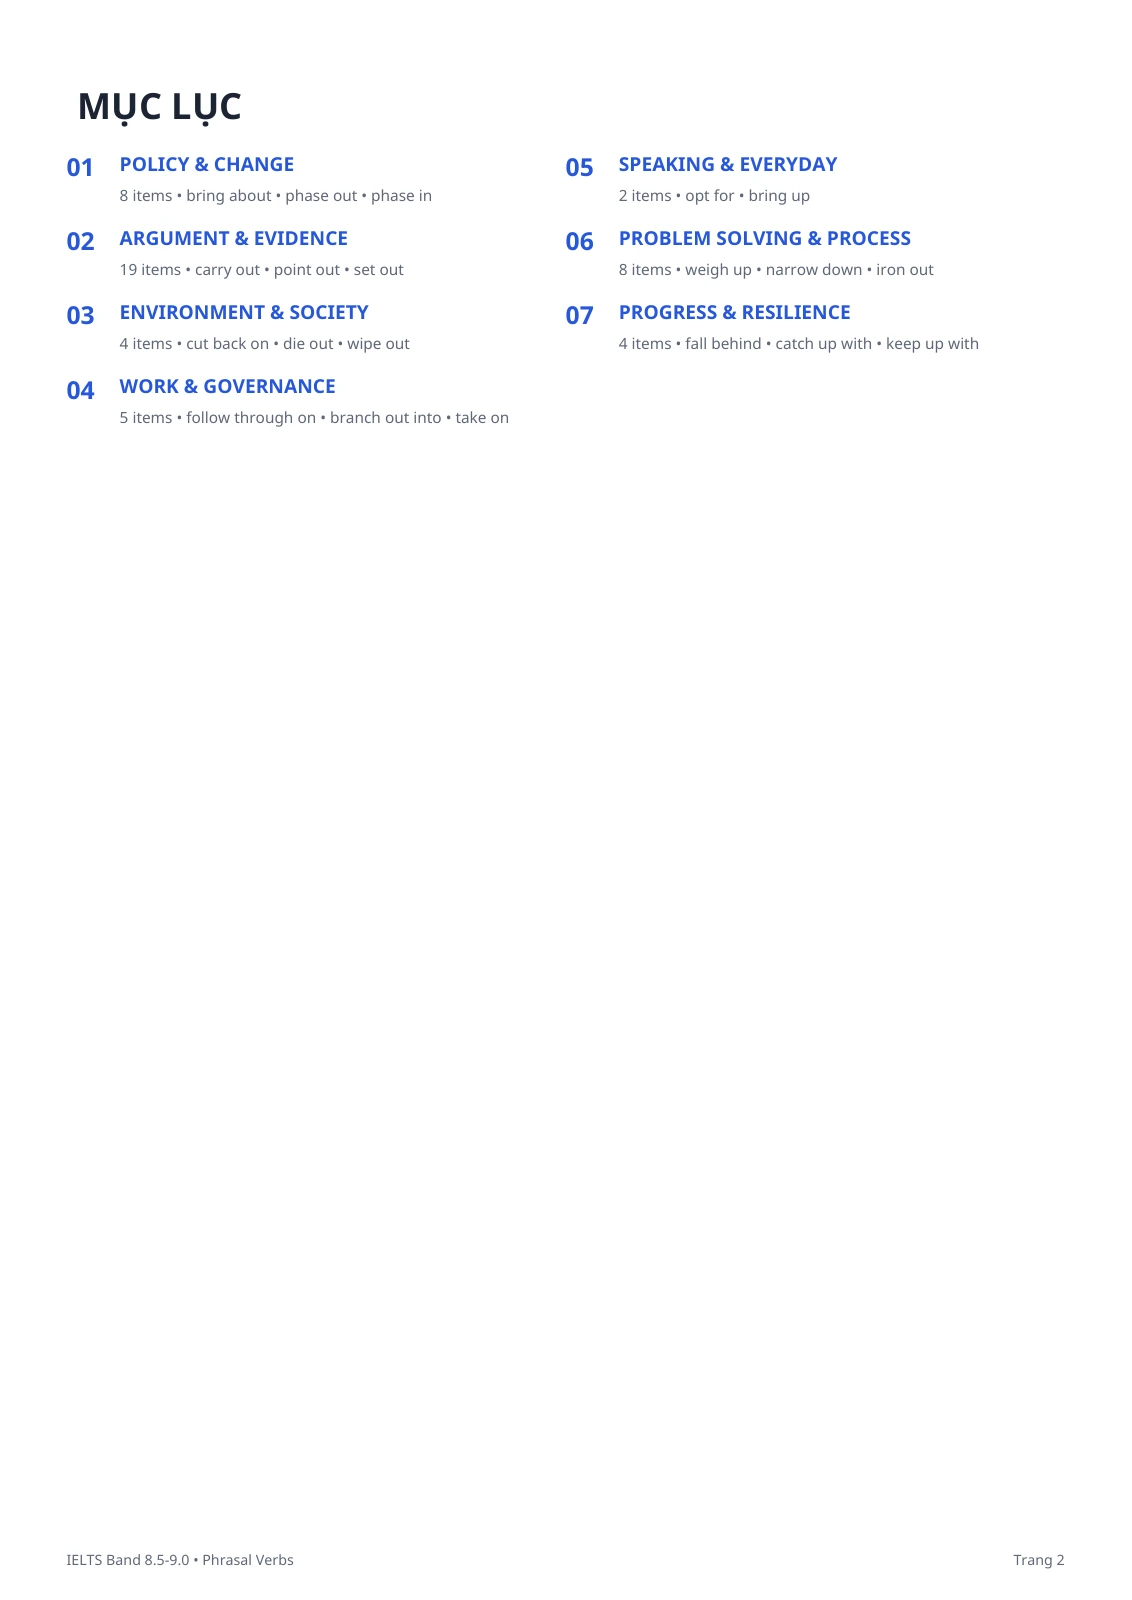 MỤC LỤC
01 POLICY & CHANGE
8 items • bring about • phase out • phase in
02 ARGUMENT & EVIDENCE
19 items • carry out • point out • set out
03 ENVIRONMENT & SOCIETY
4 items • cut back on • die out • wipe out
04 WORK & GOVERNANCE
5 items • follow through on • branch out into • take on
05 SPEAKING & EVERYDAY
2 items • opt for • bring up
06 PROBLEM SOLVING & PROCESS
8 items • weigh up • narrow down • iron out
07 PROGRESS & RESILIENCE
4 items • fall behind • catch up with • keep up with
IELTS Band 8.5-9.0 • Phrasal Verbs
Trang 2